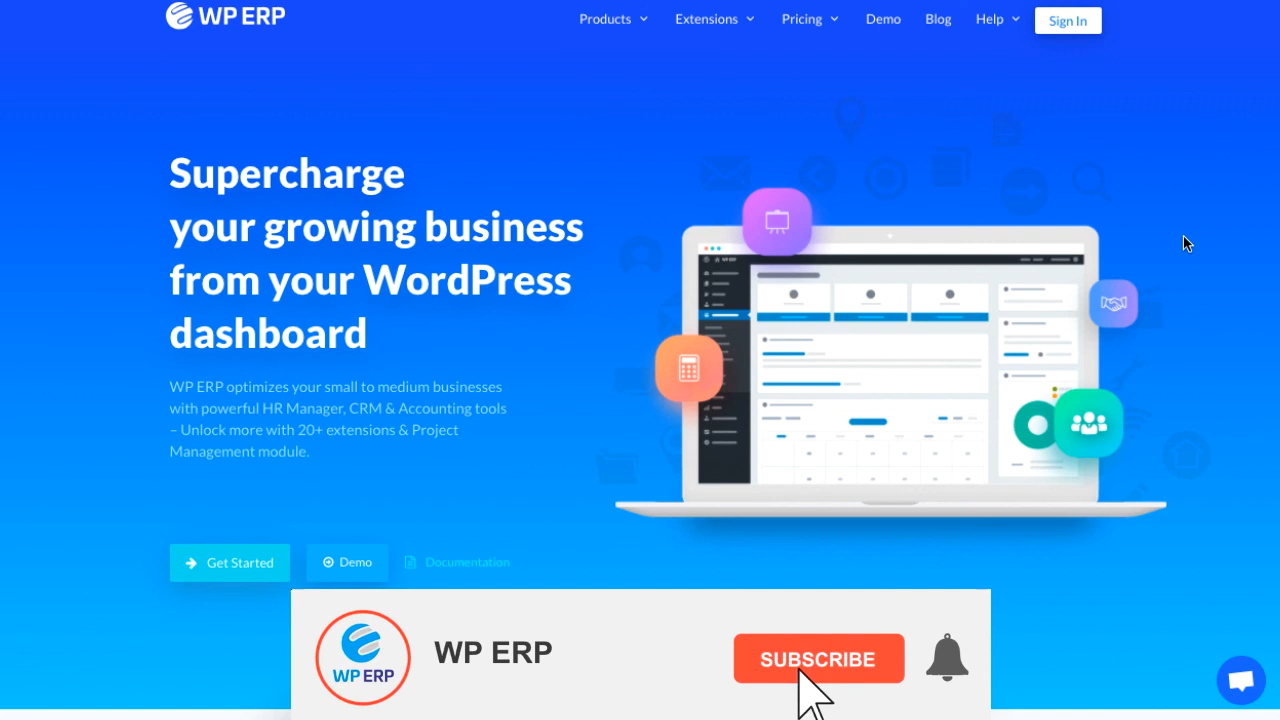 WP ERP
Products
Extensions
Pricing
Demo
Blog
Help
Sign In
Supercharge
your growing business
from your WordPress
dashboard
WP ERP optimizes your small to medium businesses
with powerful HR Manager, CRM & Accounting tools
– Unlock more with 20+ extensions & Project
Management module.
Get Started
Demo
Documentation
WP ERP
WP ERP
WP ERP
SUBSCRIBE